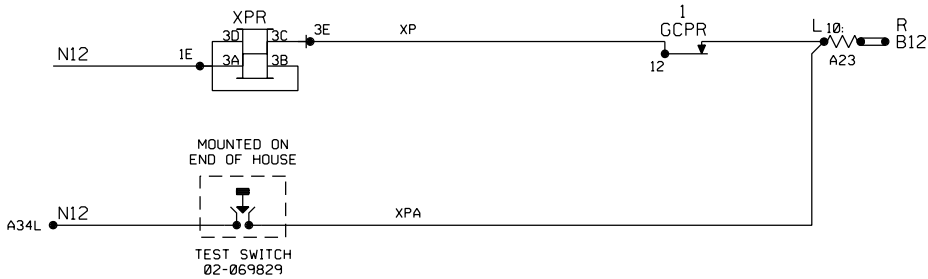 XPR
3D 3C 3E
XP
1
GCPR
L 10:
R
B12
N12
1E
3A 3B
12
A23
MOUNTED ON
END OF HOUSE
A34L
N12
XPA
TEST SWITCH
02-069829